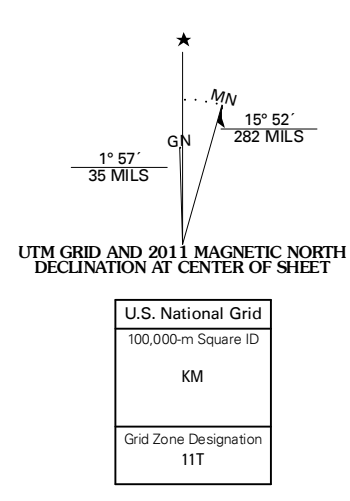 MN
15° 52´
282 MILS
GN
1° 57´
35 MILS
UTM GRID AND 2011 MAGNETIC NORTH
DECLINATION AT CENTER OF SHEET
U.S. National Grid
100,000-m Square ID
KM
Grid Zone Designation
11T